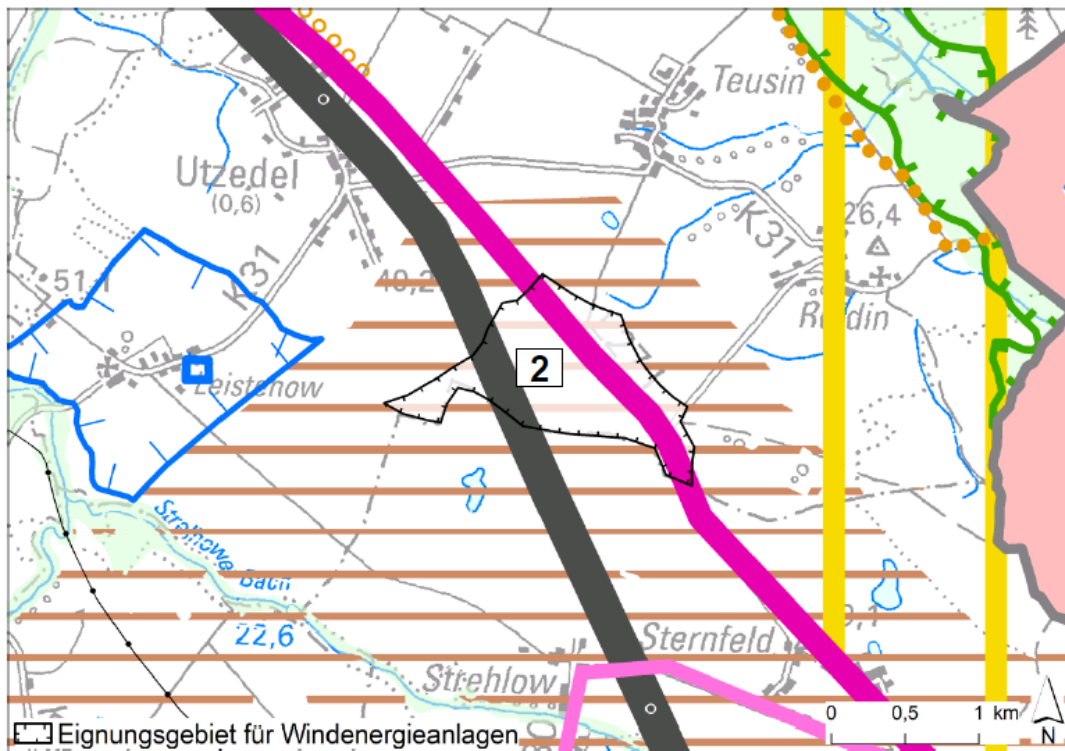 Teusin
Utzedel
(0,6)
K31
26,4
K31
51,1
40,2
Roidin
2
Leistenow
Strehlower Bach
22,6
Sternfeld
Strehlow
0 0,5 1 km
N
Eignungsgebiet für Windenergieanlagen